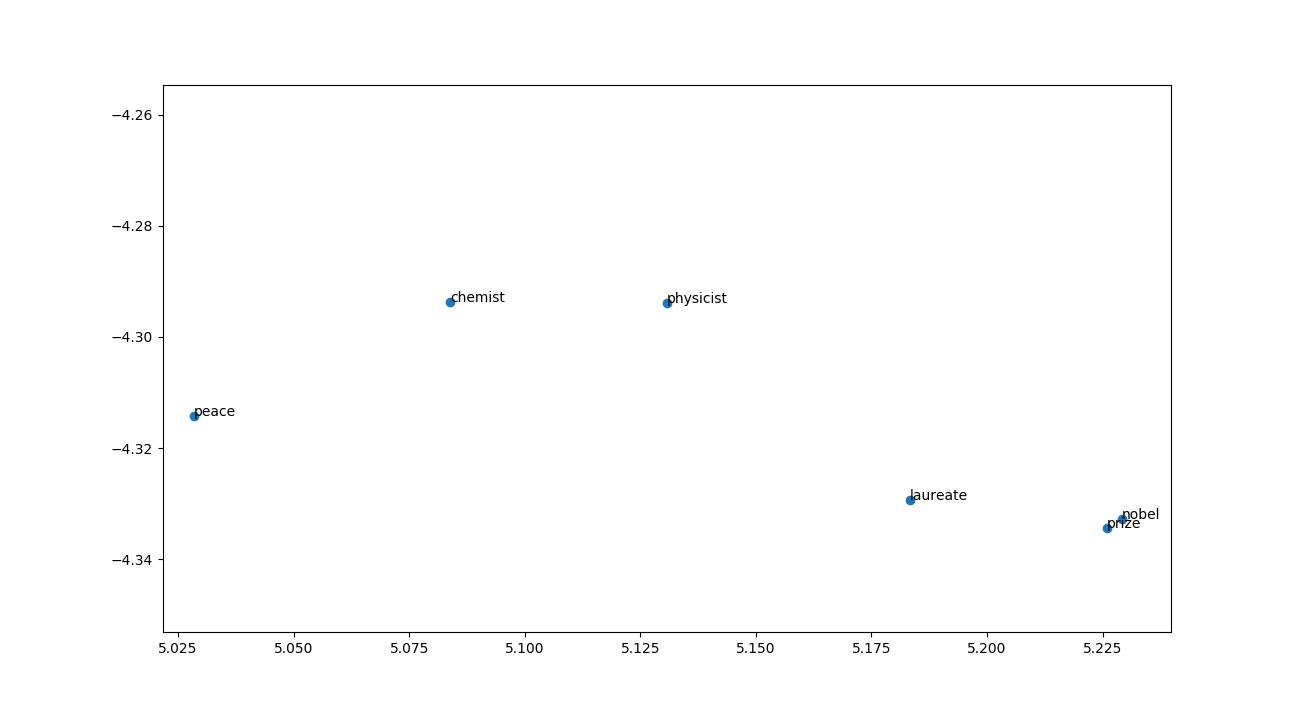 −4.26
−4.28
chemist
physicist
−4.30
peace
−4.32
laureate
nobel
prize
−4.34
5.025 5.050 5.075 5.100 5.125 5.150 5.175 5.200 5.225